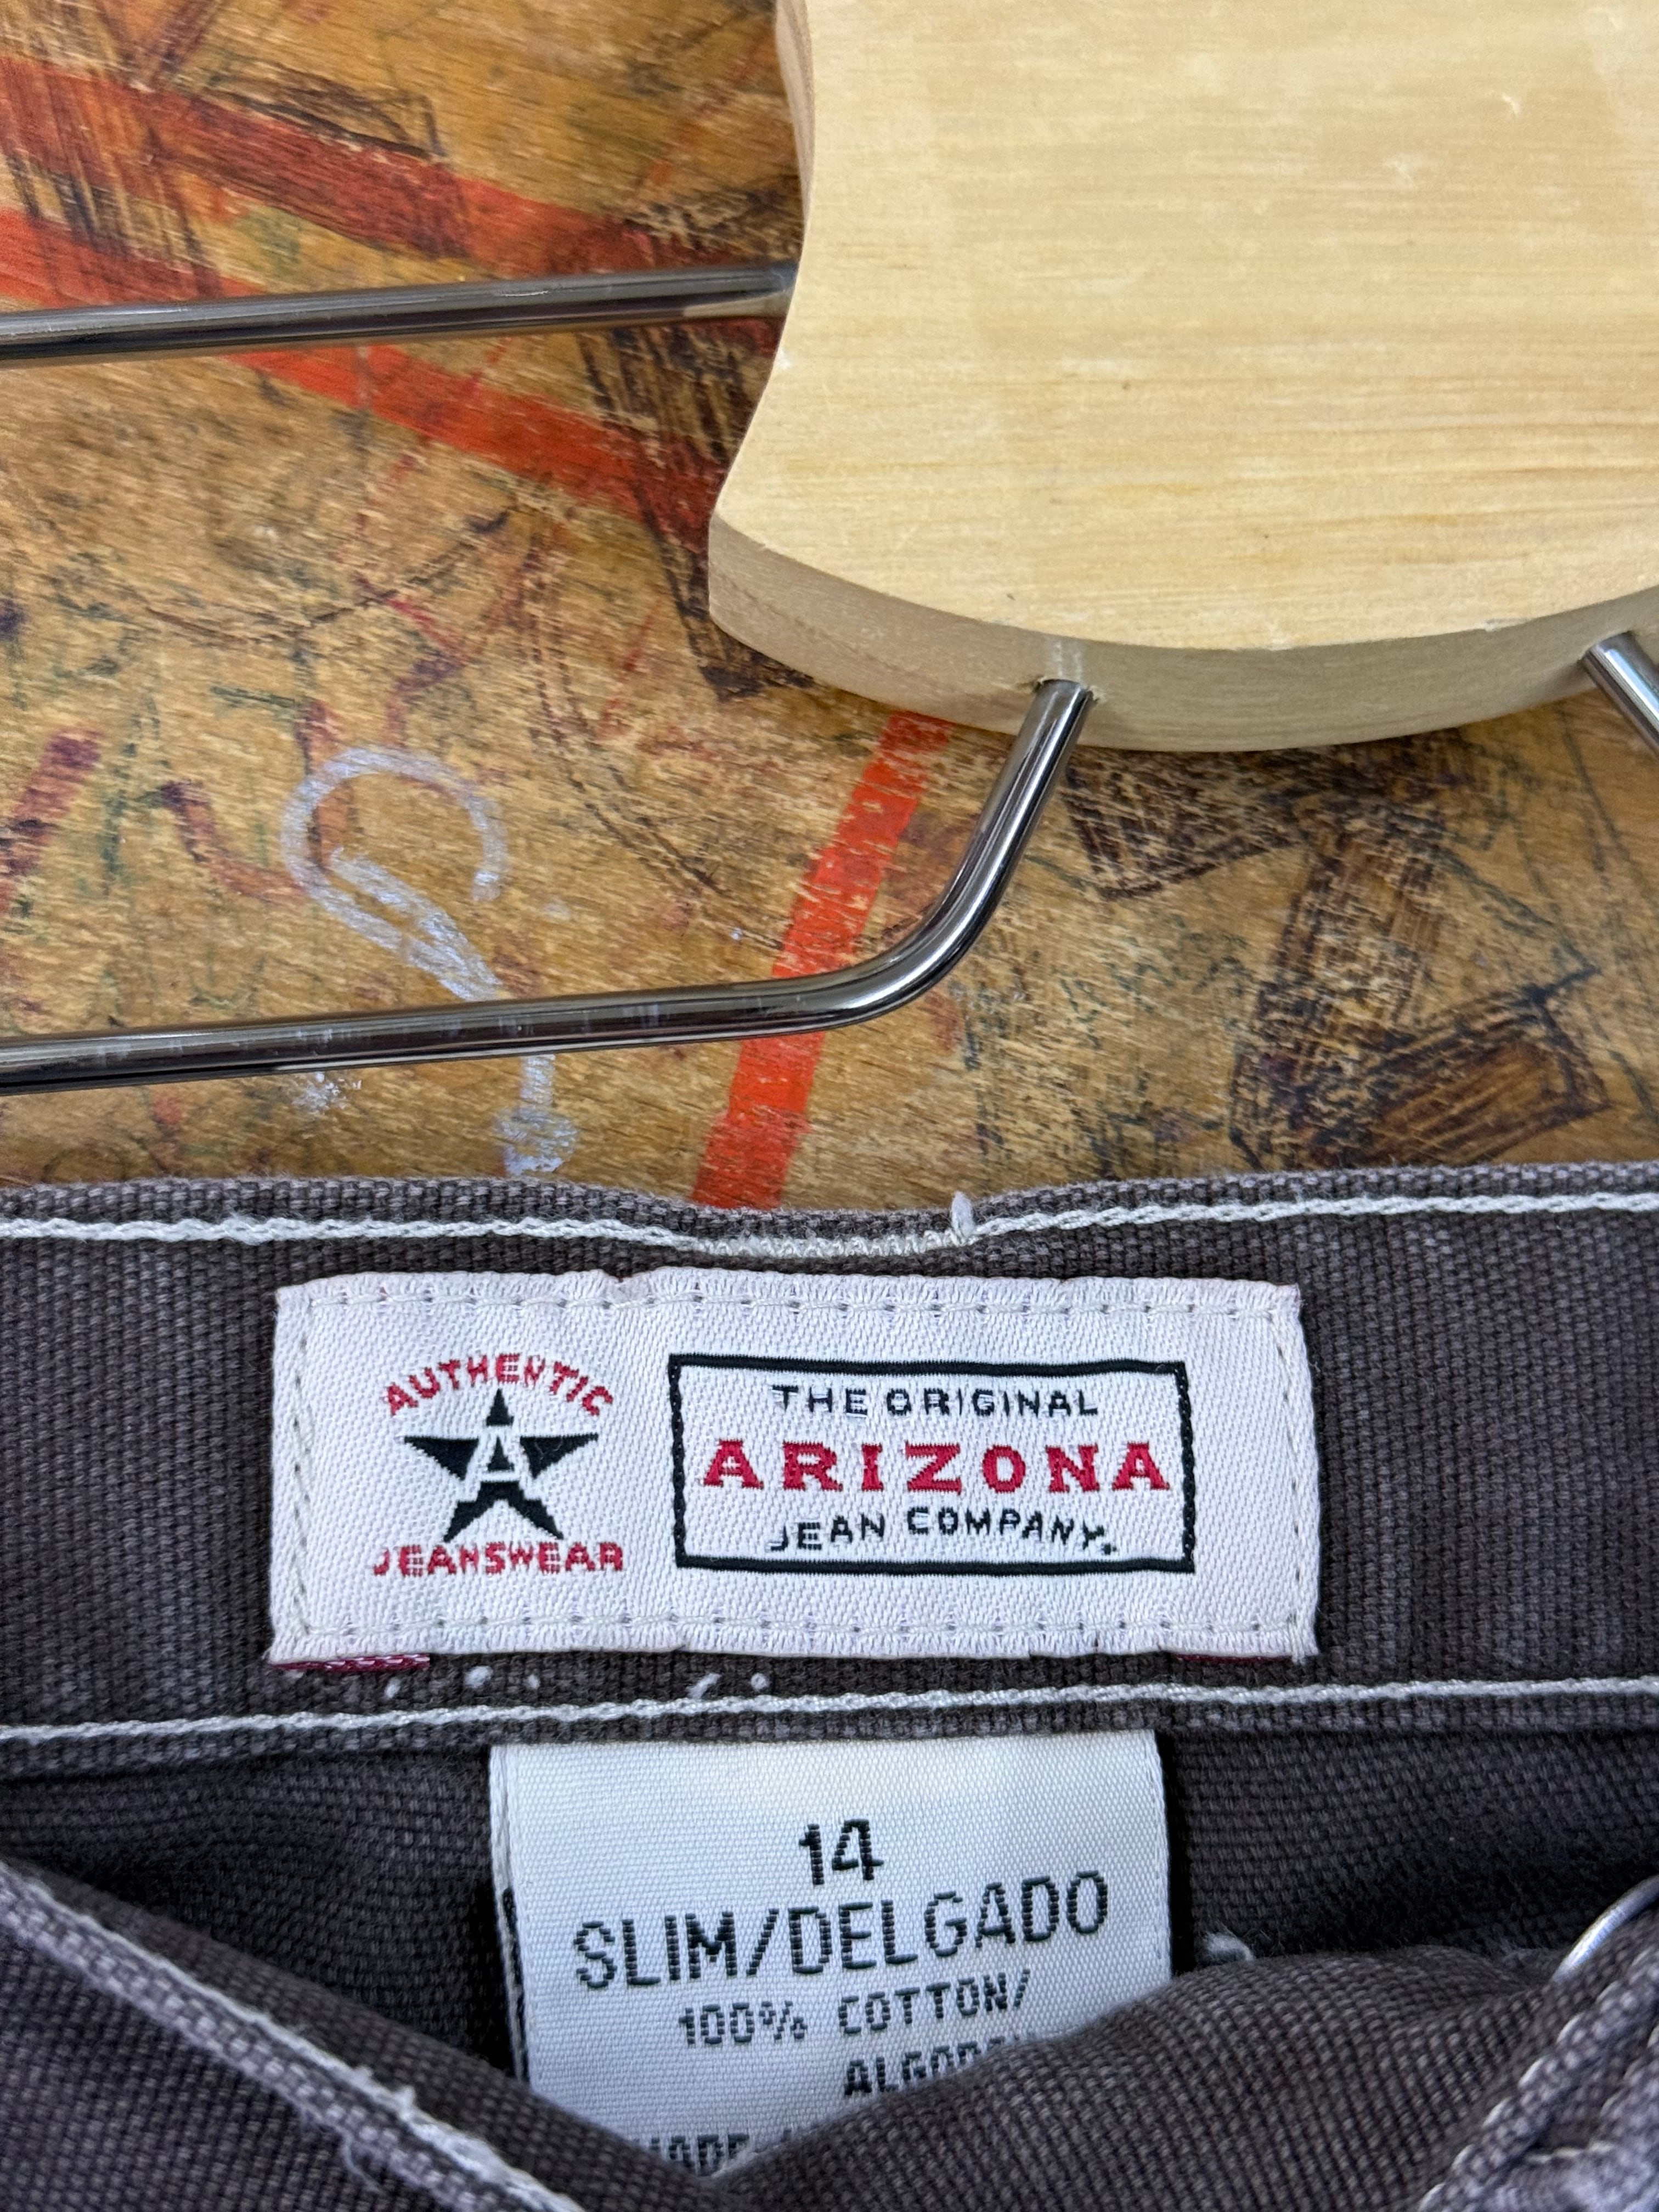 AUTHENTIC
A
JEANSWEAR
THE ORIGINAL
ARIZONA
JEAN COMPANY.
14
SLIM/DELGADO
100% COTTON/